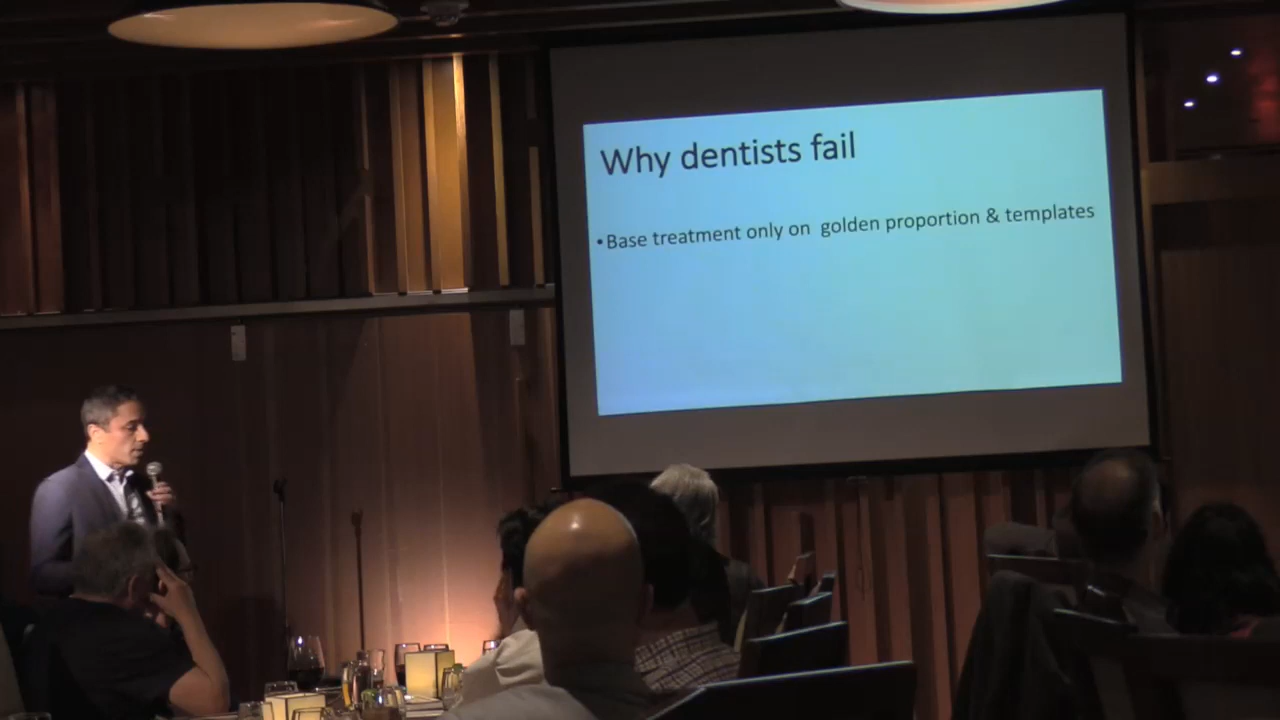 Why dentists fail
•Base treatment only on golden proportion & templates